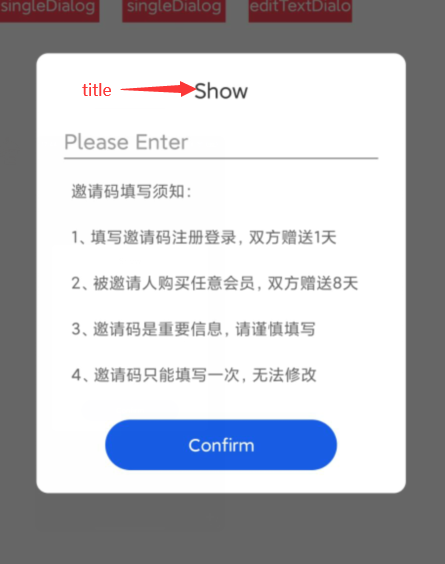 singleDialog singleDialog editTextDialo
title Show
Please Enter
邀请码填写须知:
1、填写邀请码注册登录, 双方赠送1天
2、被邀请人购买任意会员, 双方赠送8天
3、邀请码是重要信息, 请谨慎填写
4、邀请码只能填写一次, 无法修改
Confirm